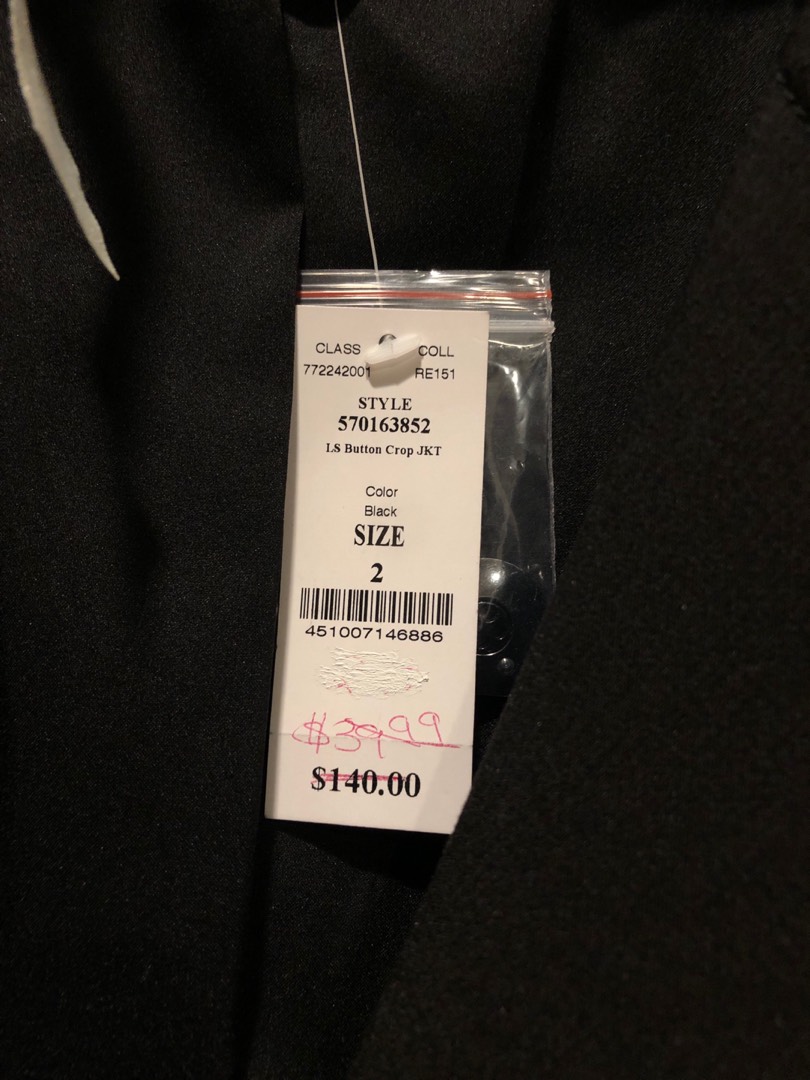 CLASS COLL
772242001 RE151
STYLE
570163852
LS Button Crop JKT
Color
Black
SIZE
2
451007146886
$39.99
$140.00